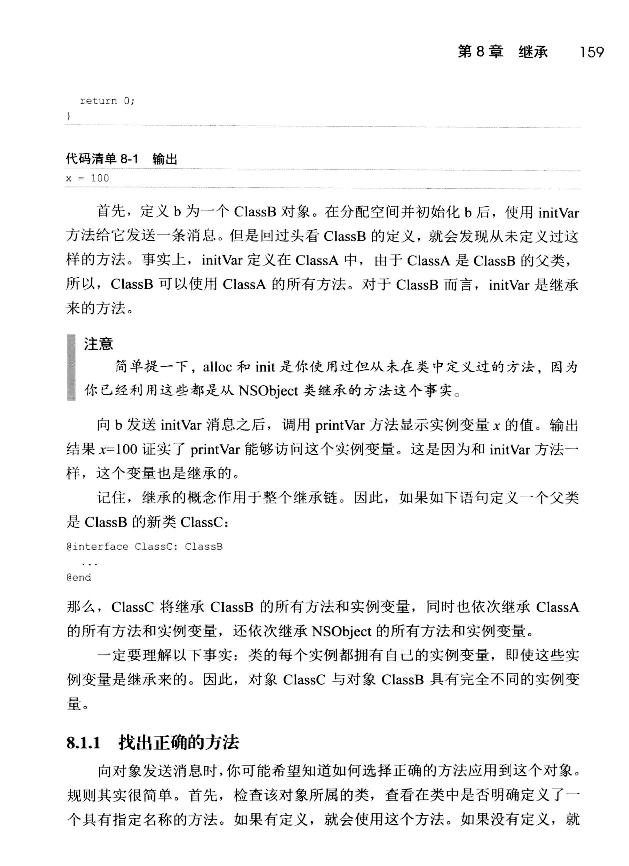 第 8 章 继承 159
return 0;
}
代码清单 8-1 输出
x = 100
首先，定义 b 为一个 ClassB 对象。在分配空间并初始化 b 后，使用 initVar
方法给它发送一条消息。但是回过头看 ClassB 的定义，就会发现从未定义过这
样的方法。事实上，initVar 定义在 ClassA 中，由于 ClassA 是 ClassB 的父类，
所以，ClassB 可以使用 ClassA 的所有方法。对于 ClassB 而言，initVar 是继承
来的方法。
注意
简单提一下，alloc 和 init 是你使用过但从未在类中定义过的方法，因为
你已经利用这些都是从 NSObject 类继承的方法这个事实。
向 b 发送 initVar 消息之后，调用 printVar 方法显示实例变量 x 的值。输出
结果 x=100 证实了 printVar 能够访问这个实例变量。这是因为和 initVar 方法一
样，这个变量也是继承的。
记住，继承的概念作用于整个继承链。因此，如果如下语句定义一个父类
是 ClassB 的新类 ClassC：
@interface ClassC: ClassB
...
@end
那么，ClassC 将继承 ClassB 的所有方法和实例变量，同时也依次继承 ClassA
的所有方法和实例变量，还依次继承 NSObject 的所有方法和实例变量。
一定要理解以下事实：类的每个实例都拥有自己的实例变量，即使这些实
例变量是继承来的。因此，对象 ClassC 与对象 ClassB 具有完全不同的实例变
量。
8.1.1 找出正确的方法
向对象发送消息时，你可能希望知道如何选择正确的方法应用到这个对象。
规则其实很简单。首先，检查该对象所属的类，查看在类中是否明确定义了一
个具有指定名称的方法。如果有定义，就会使用这个方法。如果没有定义，就